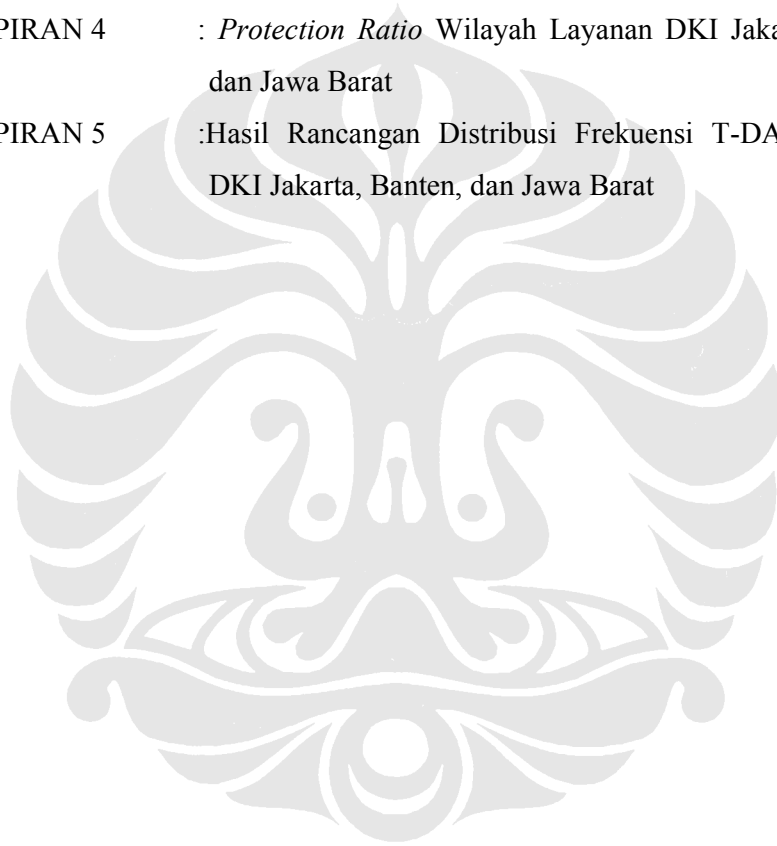 PIRAN 4 : Protection Ratio Wilayah Layanan DKI Jaka
dan Jawa Barat
PIRAN 5 :Hasil Rancangan Distribusi Frekuensi T-DA
DKI Jakarta, Banten, dan Jawa Barat